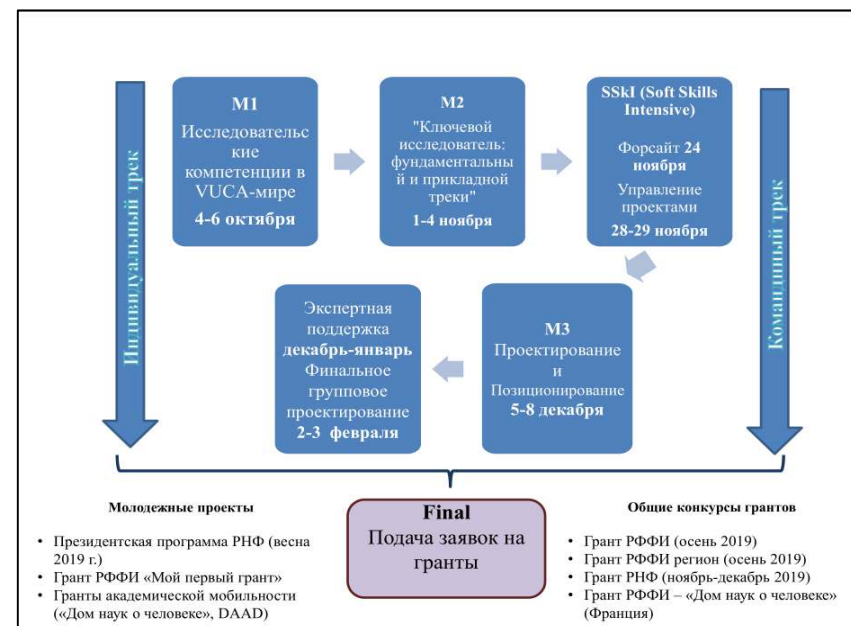 Индивидуальный трек
М1
Исследовательс
кие
компетенции в
VUCA-мире
4-6 октября
М2
"Ключевой
исследователь:
фундаментальны
й и прикладной
треки"
1-4 ноября
SSkI (Soft Skills
Intensive)
Форсайт 24
ноября
Управление
проектами
28-29 ноября
Командный трек
Экспертная
поддержка
декабрь-январь
Финальное
групповое
проектирование
2-3 февраля
М3
Проектирование
и
Позиционирование
5-8 декабря
Молодежные проекты
• Президентская программа РНФ (весна
2019 г.)
• Грант РФФИ «Мой первый грант»
• Гранты академической мобильности
(«Дом наук о человеке», DAAD)
Final
Подача заявок на
гранты
Общие конкурсы грантов
• Грант РФФИ (осень 2019)
• Грант РФФИ регион (осень 2019)
• Грант РНФ (ноябрь-декабрь 2019)
• Грант РФФИ – «Дом наук о человеке»
(Франция)